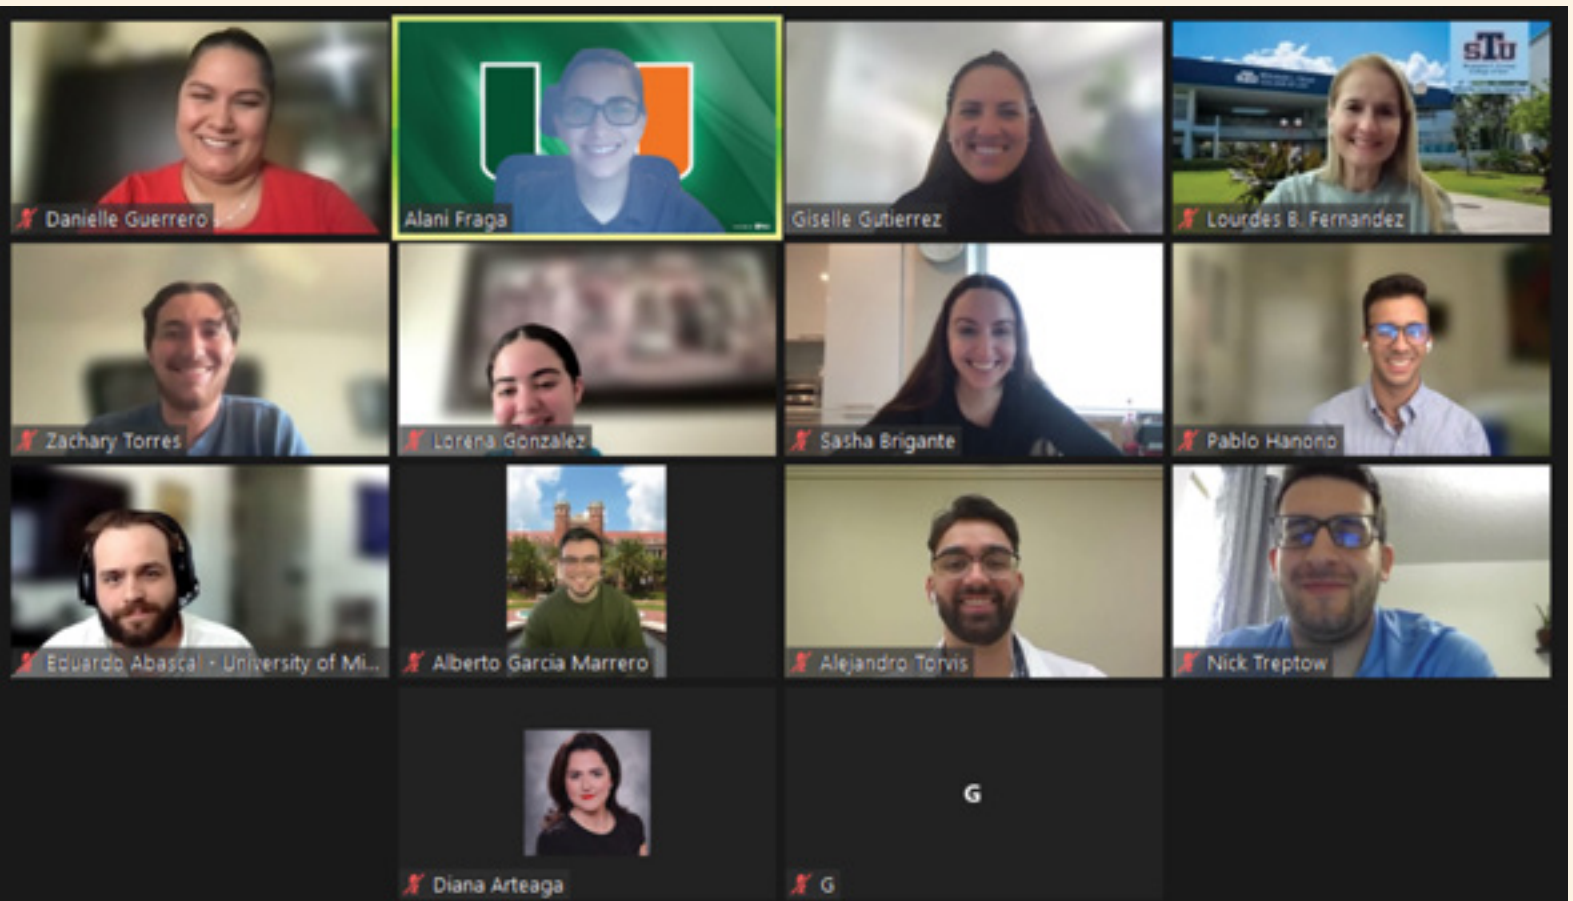 Danielle Guerrero
Alani Fraga
Giselle Gutierrez
STU
Lourdes B. Fernandez
Zachary Torres
Lorena Gonzalez
Sasha Brigante
Pablo Hanono
Eduardo Abascal - University of Mi...
Alberto Garcia Marrero
Alejandro Torvis
Nick Treptow
G
Diana Arteaga
G